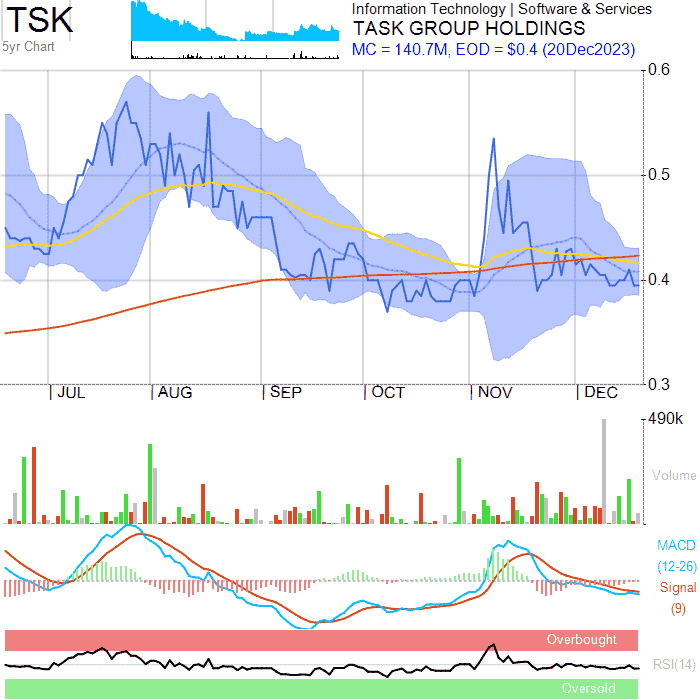 TSK
5yr Chart
Information Technology | Software & Services
TASK GROUP HOLDINGS
MC = 140.7M, EOD = $0.4 (20Dec2023)
0.6
0.5
0.4
0.3
| JUL | AUG | SEP | OCT | NOV | DEC
490k
Volume
MACD
(12-26)
Signal
(9)
Overbought
RSI(14)
Oversold